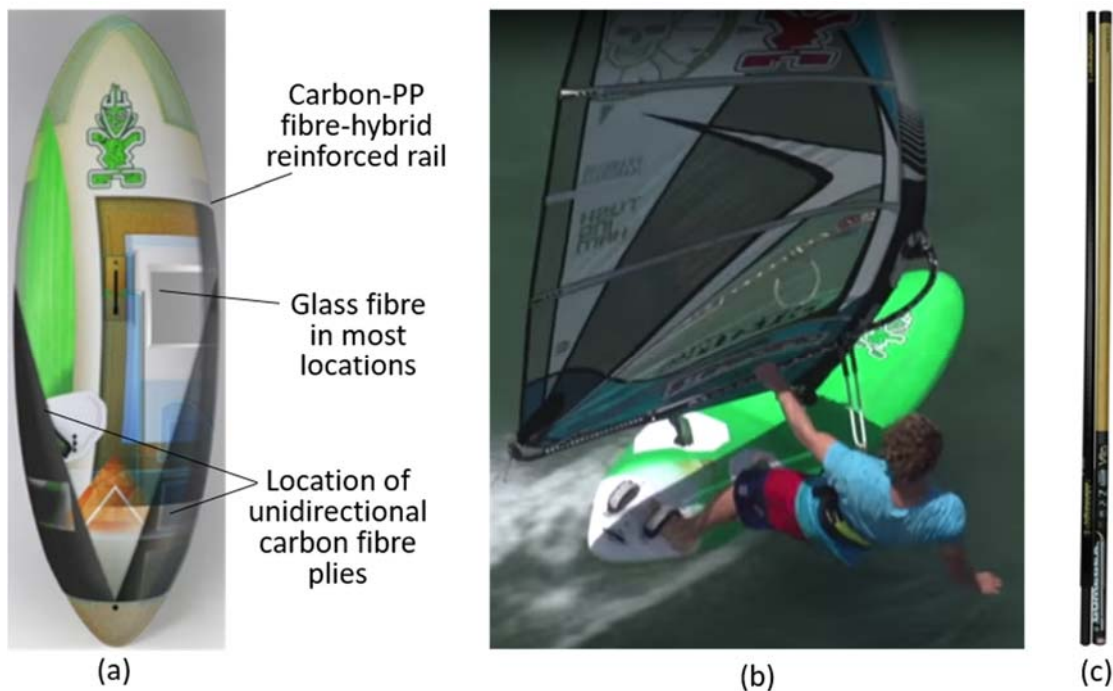 Carbon-PP
fibre-hybrid
reinforced rail
Glass fibre
in most
locations
Location of
unidirectional
carbon fibre
plies
(a)
(b)
(c)